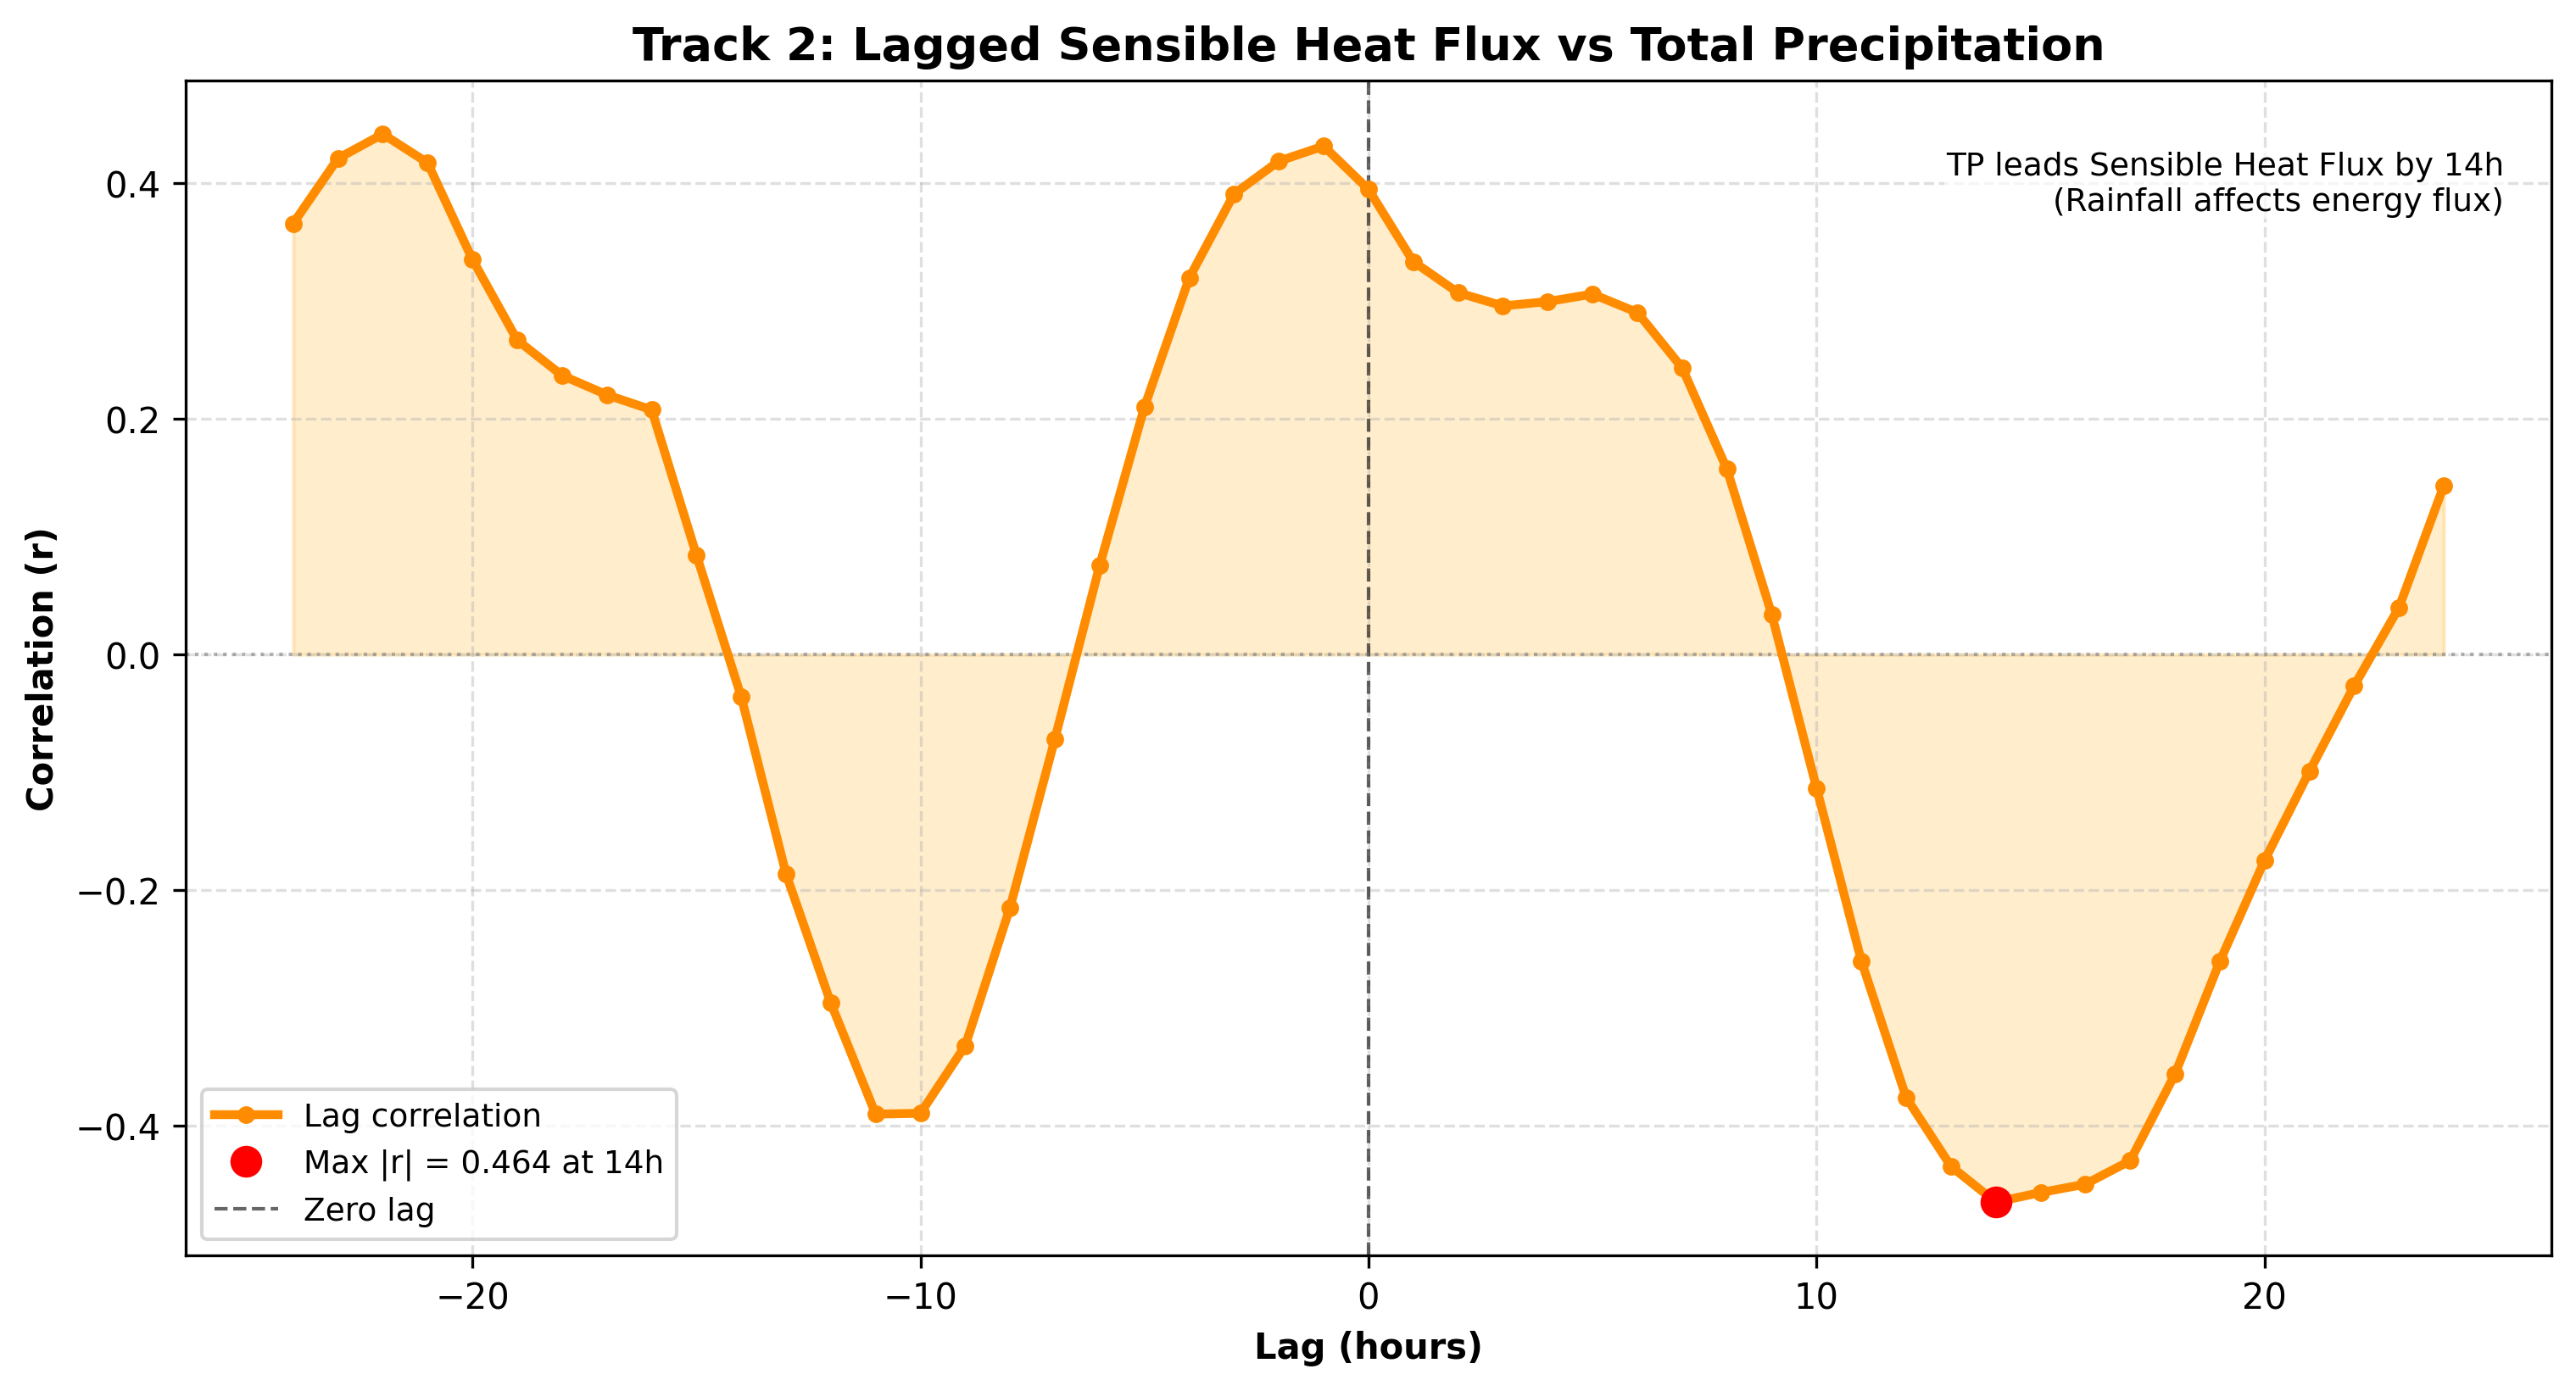 Track 2: Lagged Sensible Heat Flux vs Total Precipitation
TP leads Sensible Heat Flux by 14h
(Rainfall affects energy flux)
Correlation (r)
0.4
0.2
0.0
−0.2
−0.4
Lag correlation
Max |r| = 0.464 at 14h
Zero lag
−20
−10
0
10
20
Lag (hours)